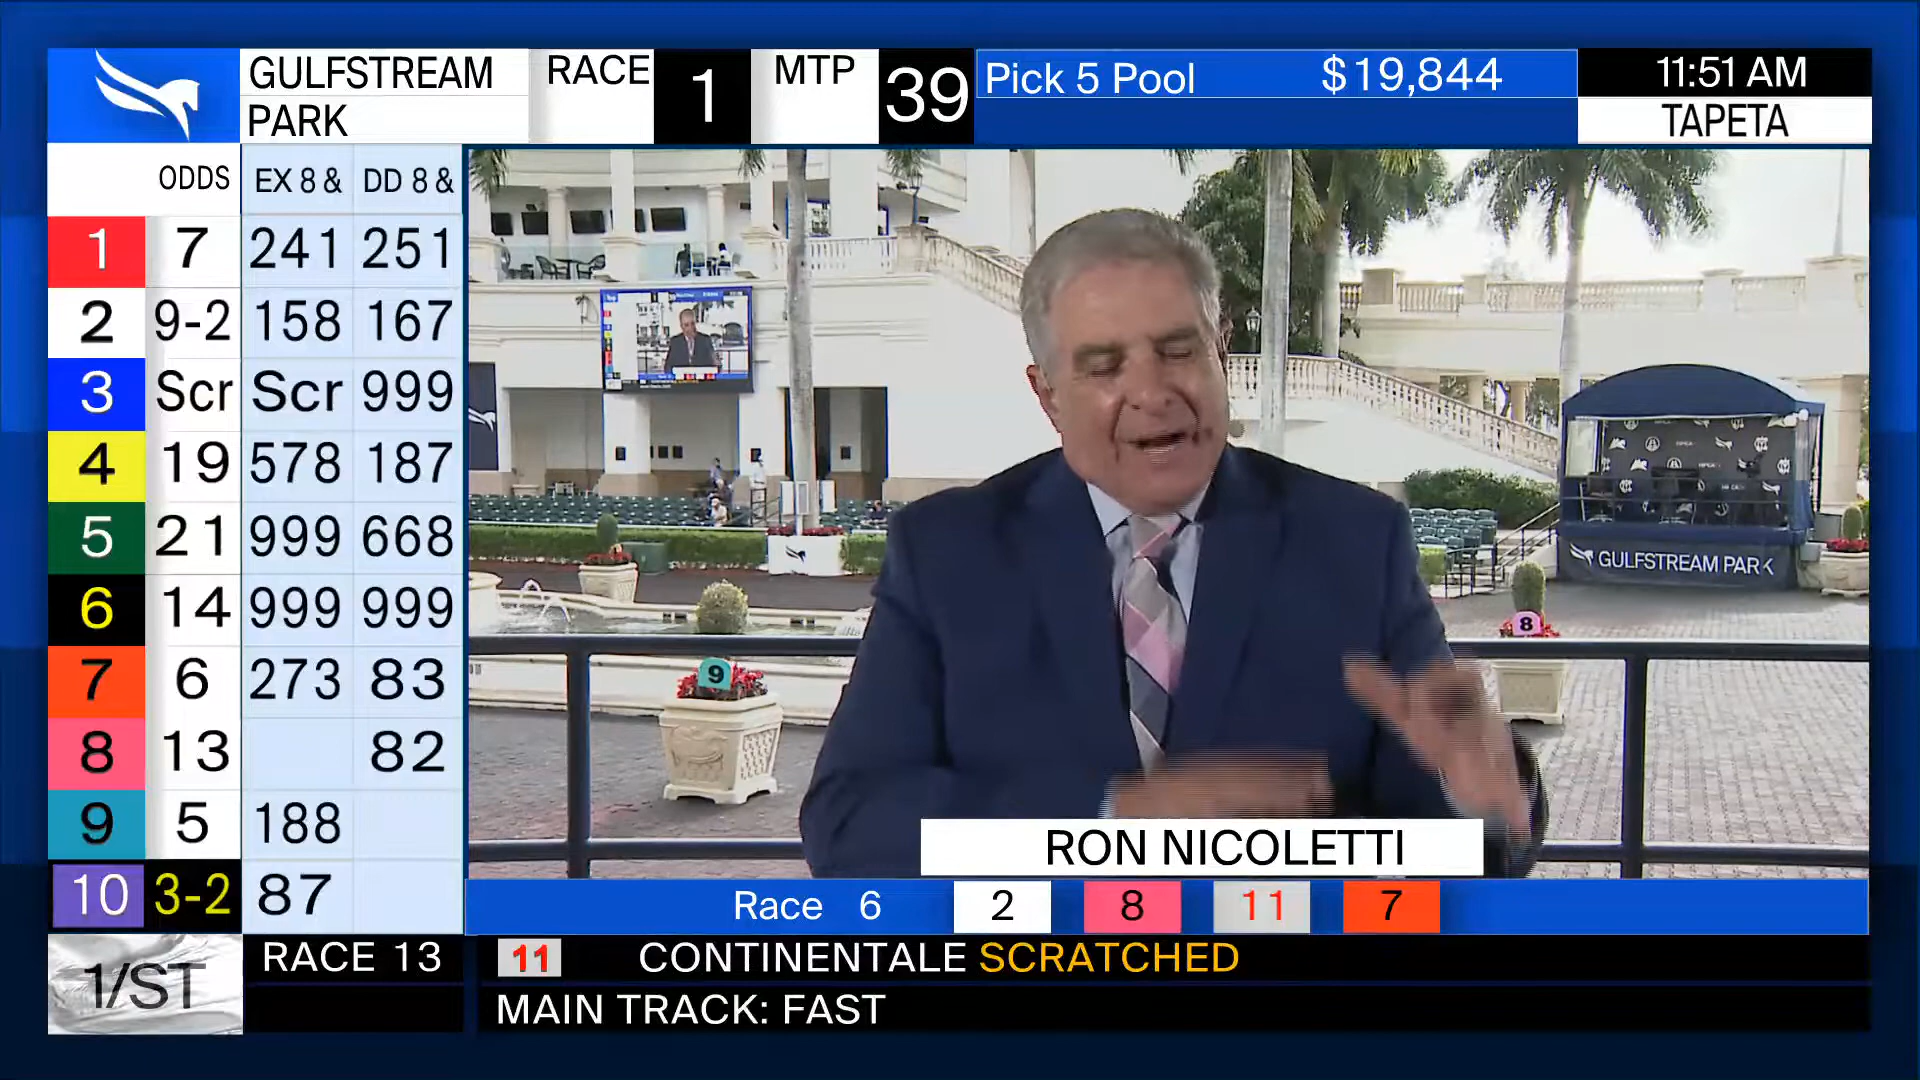 GULFSTREAM
PARK
RACE 1 MTP 39
Pick 5 Pool $19,844
11:51 AM
TAPETA
ODDS EX 8 & DD 8 &
1 7 241 251
2 9-2 158 167
3 Scr Scr 999
4 19 578 187
5 21 999 668
6 14 999 999
7 6 273 83
8 13 82
9 5 188
10 3-2 87
GULFSTREAM PARK
8
9
RON NICOLETTI
Race 6 2 8 11 7
1/ST
RACE 13 11 CONTINENTALE SCRATCHED
MAIN TRACK: FAST